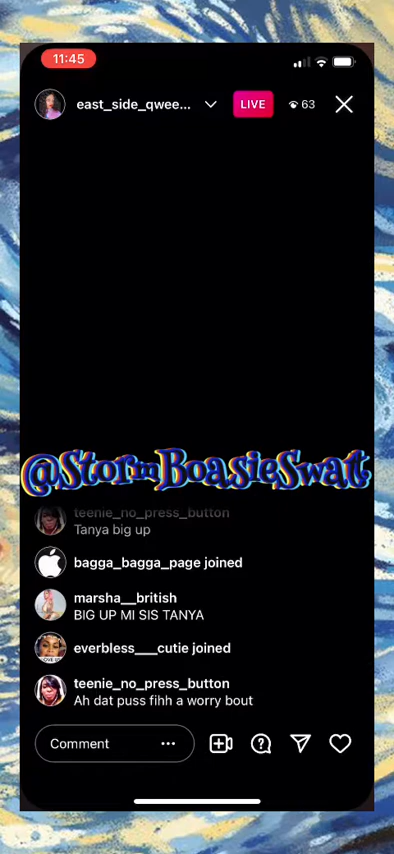 11:45
east_side_qwee...
LIVE
63
@StormBoasieSwat
teenie_no_press_button
Tanya big up
bagga_bagga_page joined
marsha__british
BIG UP MI SIS TANYA
everbless___cutie joined
teenie_no_press_button
Ah dat puss fihh a worry bout
Comment